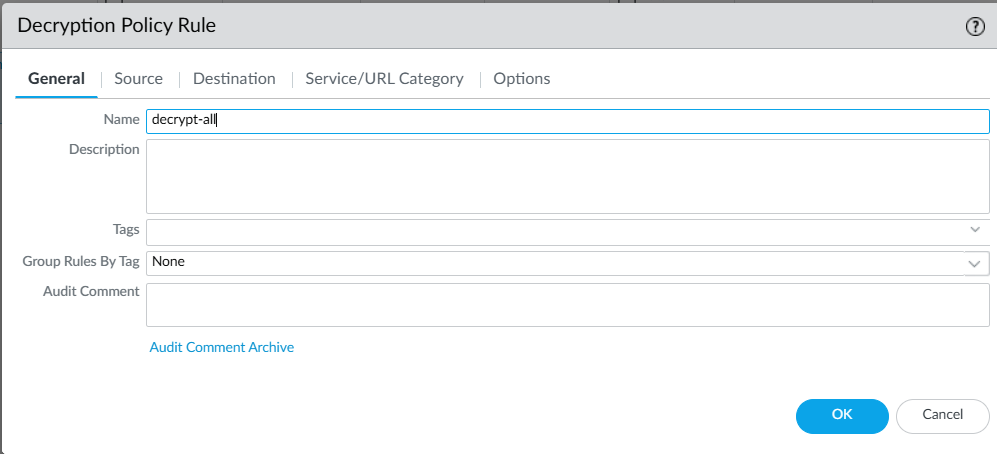 Decryption Policy Rule
General Source Destination Service/URL Category Options
Name decrypt-all
Description
Tags
Group Rules By Tag None
Audit Comment
Audit Comment Archive
OK Cancel